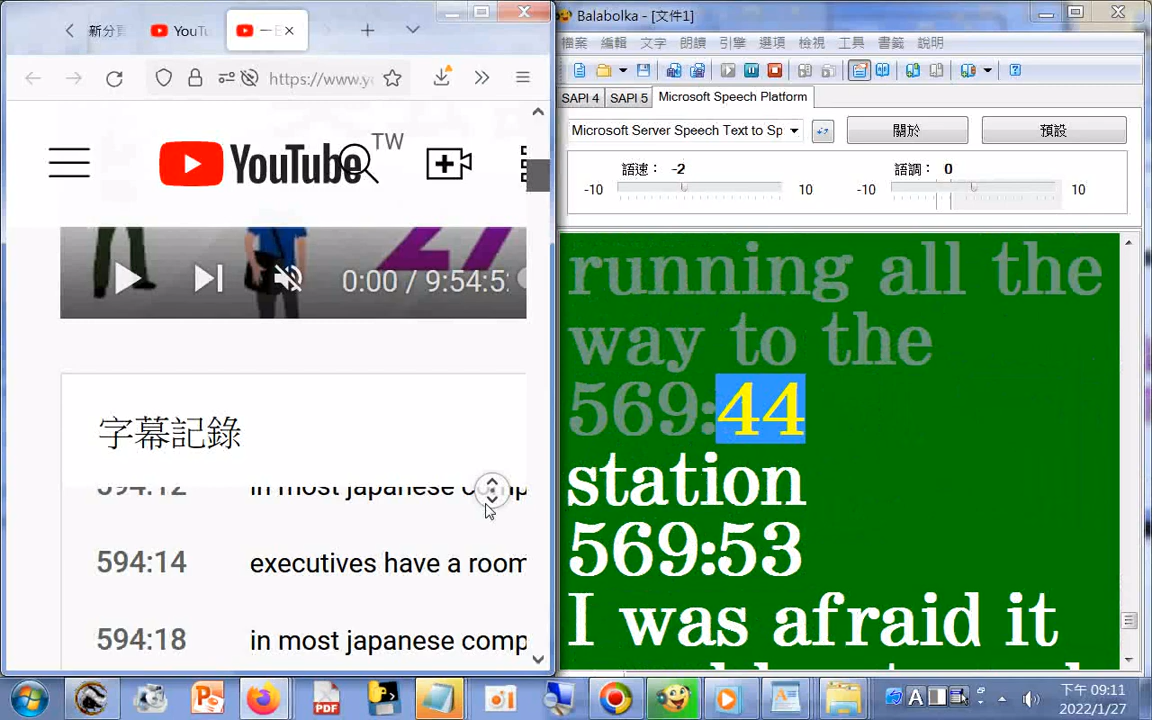 新分頁
YouTu
一 E
https://www.y
TW
YouTube
27
0:00 / 9:54:5
字幕記錄
594:12 in most japanese comp
594:14 executives have a room
594:18 in most japanese comp
Balabolka - [文件1]
檔案 編輯 文字 朗讀 引擎 選項 檢視 工具 書籤 說明
SAPI 4 SAPI 5 Microsoft Speech Platform
Microsoft Server Speech Text to Sp
關於
預設
語速: -2
語調: 0
-10 10 -10 10
running all the
way to the
569:44
station
569:53
I was afraid it
PDF
A
下午 09:11
2022/1/27